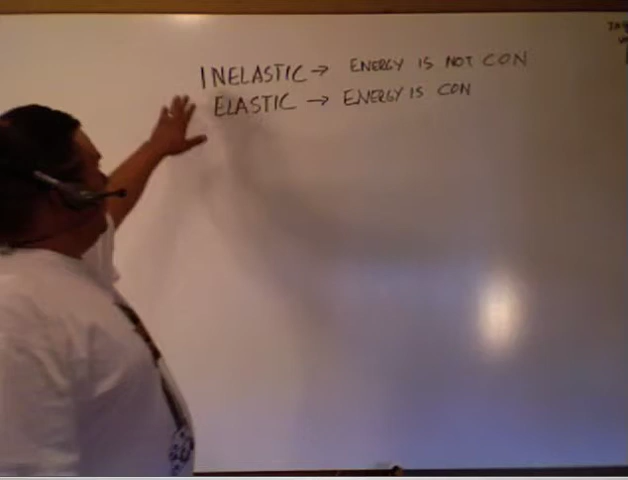 INELASTIC → ENERGY IS NOT CON
ELASTIC → ENERGY IS CON